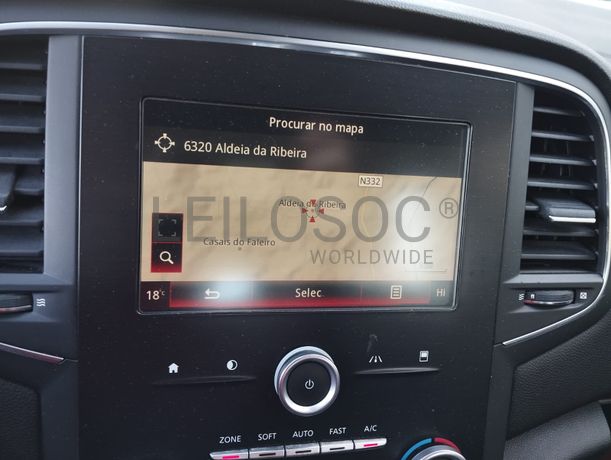 Procurar no mapa
6320 Aldeia da Ribeira
N332
Aldeia da Ribeira
LEILOSOC®
WORLDWIDE
Casais do Faleiro
18°C
Selec
Hi
ZONE SOFT AUTO FAST A/C